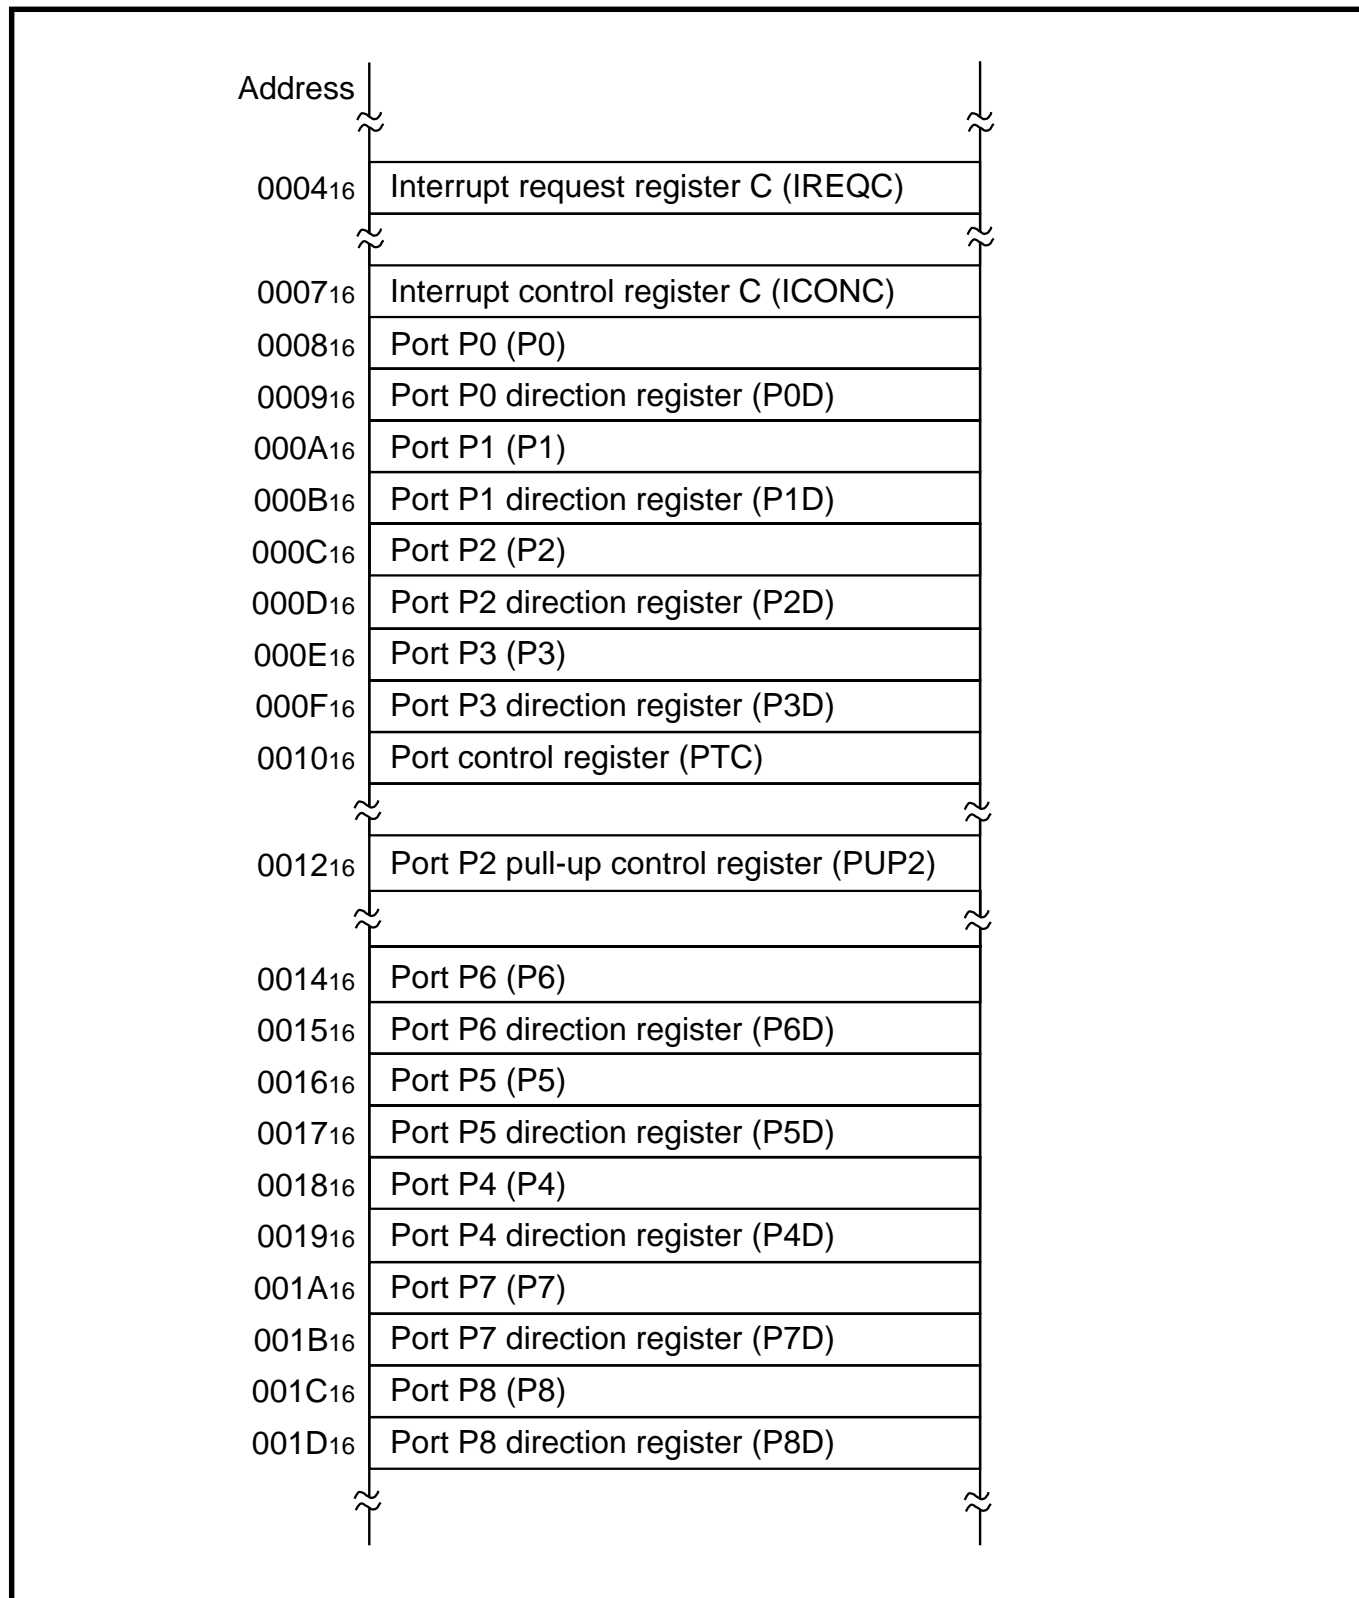 Address
0004₁₆ Interrupt request register C (IREQC)
0007₁₆ Interrupt control register C (ICONC)
0008₁₆ Port P0 (P0)
0009₁₆ Port P0 direction register (P0D)
000A₁₆ Port P1 (P1)
000B₁₆ Port P1 direction register (P1D)
000C₁₆ Port P2 (P2)
000D₁₆ Port P2 direction register (P2D)
000E₁₆ Port P3 (P3)
000F₁₆ Port P3 direction register (P3D)
0010₁₆ Port control register (PTC)
0012₁₆ Port P2 pull-up control register (PUP2)
0014₁₆ Port P6 (P6)
0015₁₆ Port P6 direction register (P6D)
0016₁₆ Port P5 (P5)
0017₁₆ Port P5 direction register (P5D)
0018₁₆ Port P4 (P4)
0019₁₆ Port P4 direction register (P4D)
001A₁₆ Port P7 (P7)
001B₁₆ Port P7 direction register (P7D)
001C₁₆ Port P8 (P8)
001D₁₆ Port P8 direction register (P8D)